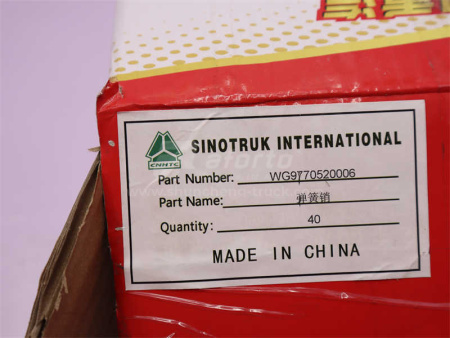 SINOTRUK INTERNATIONAL
CNHTC
Part Number: WG9770520006
Part Name: 弹簧销
Quantity: 40
MADE IN CHINA